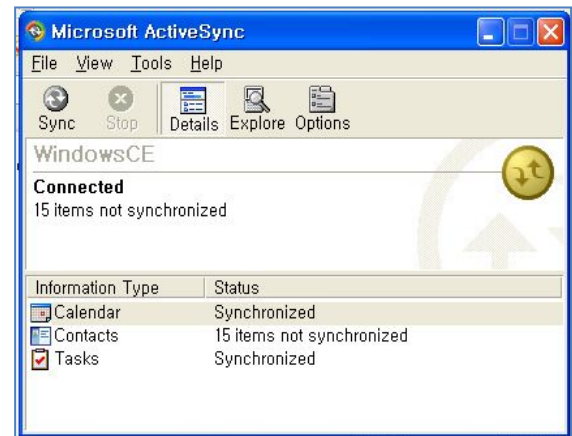 Microsoft ActiveSync
File View Tools Help
Sync Stop Details Explore Options
WindowsCE
Connected
15 items not synchronized
Information Type Status
Calendar Synchronized
Contacts 15 items not synchronized
Tasks Synchronized